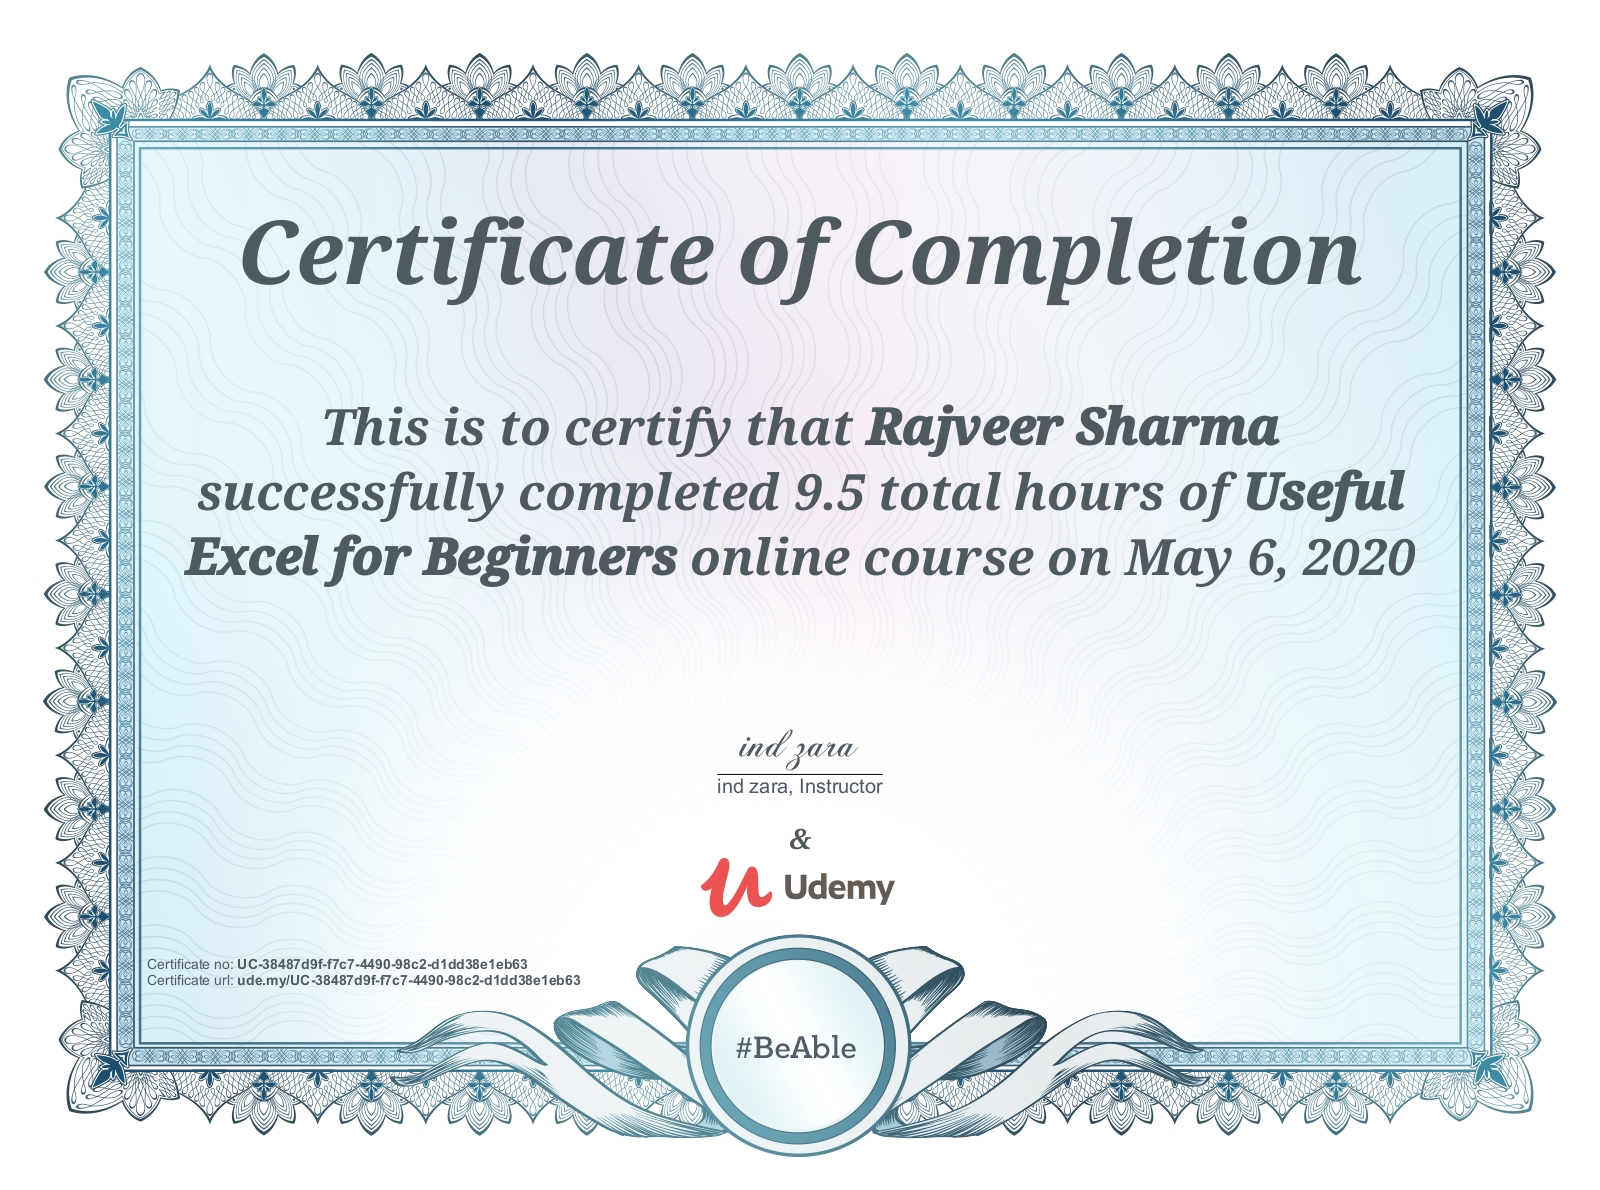 Certificate of Completion
This is to certify that Rajveer Sharma
successfully completed 9.5 total hours of Useful
Excel for Beginners online course on May 6, 2020
ind zara
ind zara, Instructor
&
Udemy
Certificate no: UC-38487d9f-f7c7-4490-98c2-d1dd38e1eb63
Certificate url: ude.my/UC-38487d9f-f7c7-4490-98c2-d1dd38e1eb63
#BeAble